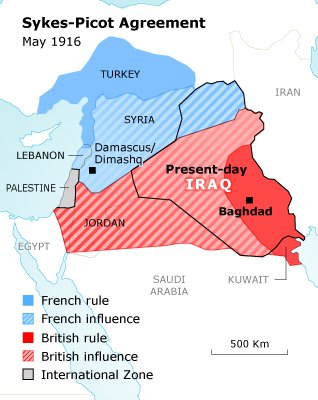 Sykes-Picot Agreement
May 1916
TURKEY
IRAN
SYRIA
LEBANON
Damascus/
Dimashq
Present-day
IRAQ
PALESTINE
Baghdad
JORDAN
EGYPT
SAUDI
ARABIA
KUWAIT
French rule
French influence
British rule
British influence
International Zone
500 Km